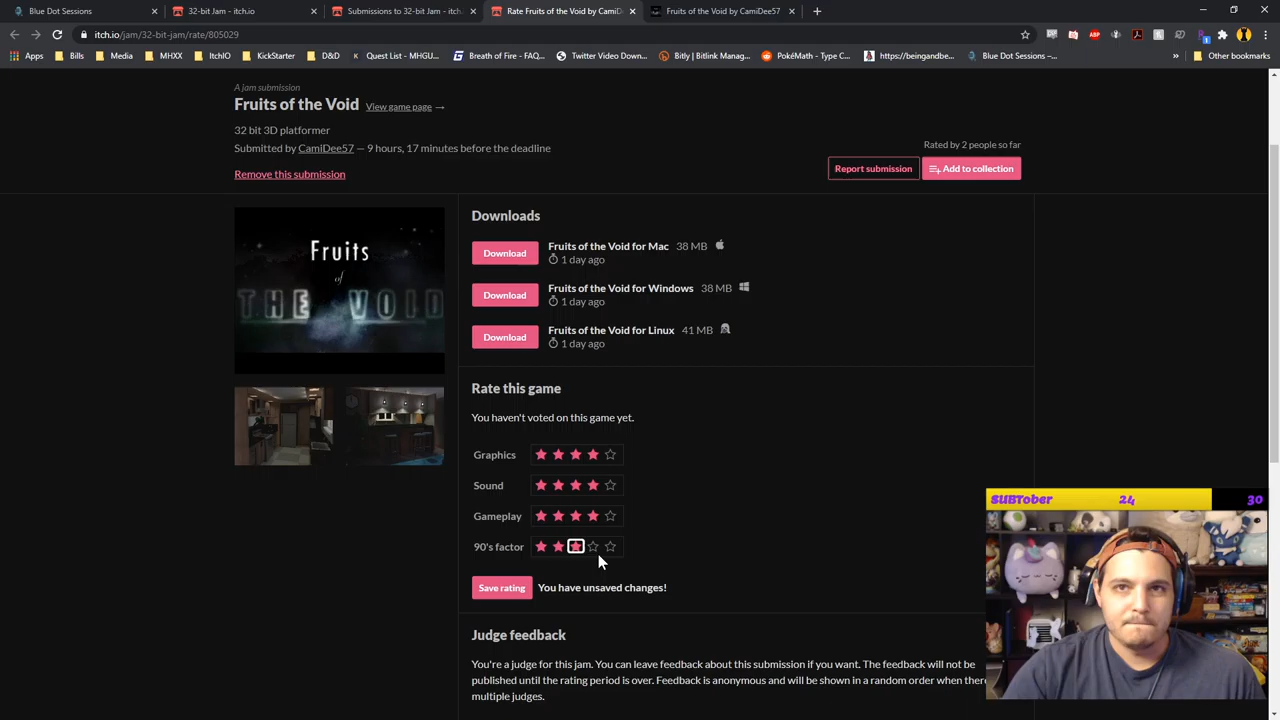 Blue Dot Sessions
32-bit Jam - itch.io
Submissions to 32-bit Jam - itch.
Rate Fruits of the Void by CamiD
Fruits of the Void by CamiDee57
itch.io/jam/32-bit-jam/rate/805029
Apps
Bills
Media
MHXX
ItchIO
KickStarter
D&D
Quest List - MHGU...
Breath of Fire - FAQ...
Twitter Video Down...
Bitly | Bitlink Manag...
PokéMath - Type C...
https://beingandbe...
Blue Dot Sessions –...
»
Other bookmarks
A jam submission
Fruits of the Void View game page →
32 bit 3D platformer
Submitted by CamiDee57 — 9 hours, 17 minutes before the deadline
Rated by 2 people so far
Remove this submission
Report submission
Add to collection
Fruits
of
THE VOID
Downloads
Download Fruits of the Void for Mac 38 MB
1 day ago
Download Fruits of the Void for Windows 38 MB
1 day ago
Download Fruits of the Void for Linux 41 MB
1 day ago
Rate this game
You haven't voted on this game yet.
Graphics
Sound
Gameplay
90's factor
Save rating You have unsaved changes!
Judge feedback
You're a judge for this jam. You can leave feedback about this submission if you want. The feedback will not be
published until the rating period is over. Feedback is anonymous and will be shown in a random order when there
multiple judges.
SUBTober 24 30